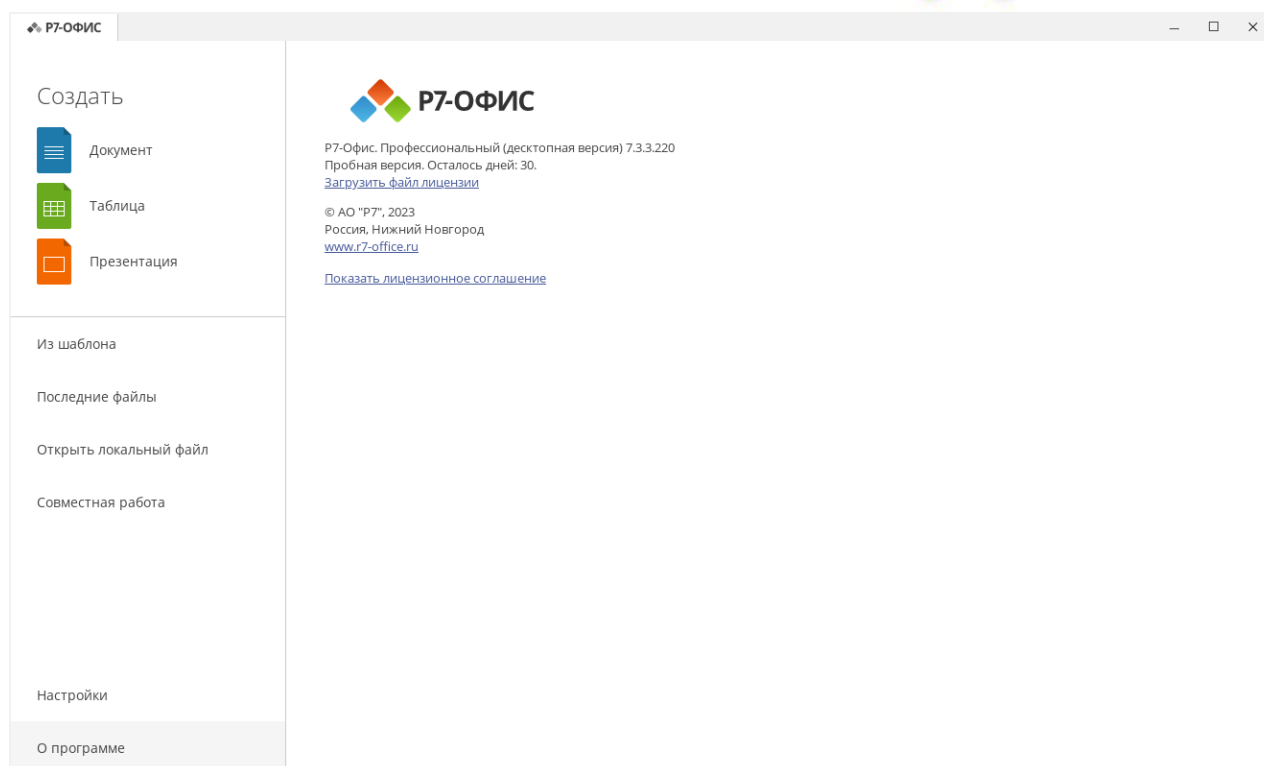 Р7-ОФИС
Создать
Документ
Таблица
Презентация
Из шаблона
Последние файлы
Открыть локальный файл
Совместная работа
Настройки
О программе
Р7-ОФИС
Р7-Офис. Профессиональный (десктопная версия) 7.3.3.220
Пробная версия. Осталось дней: 30.
Загрузить файл лицензии
© АО "Р7", 2023
Россия, Нижний Новгород
www.r7-office.ru
Показать лицензионное соглашение